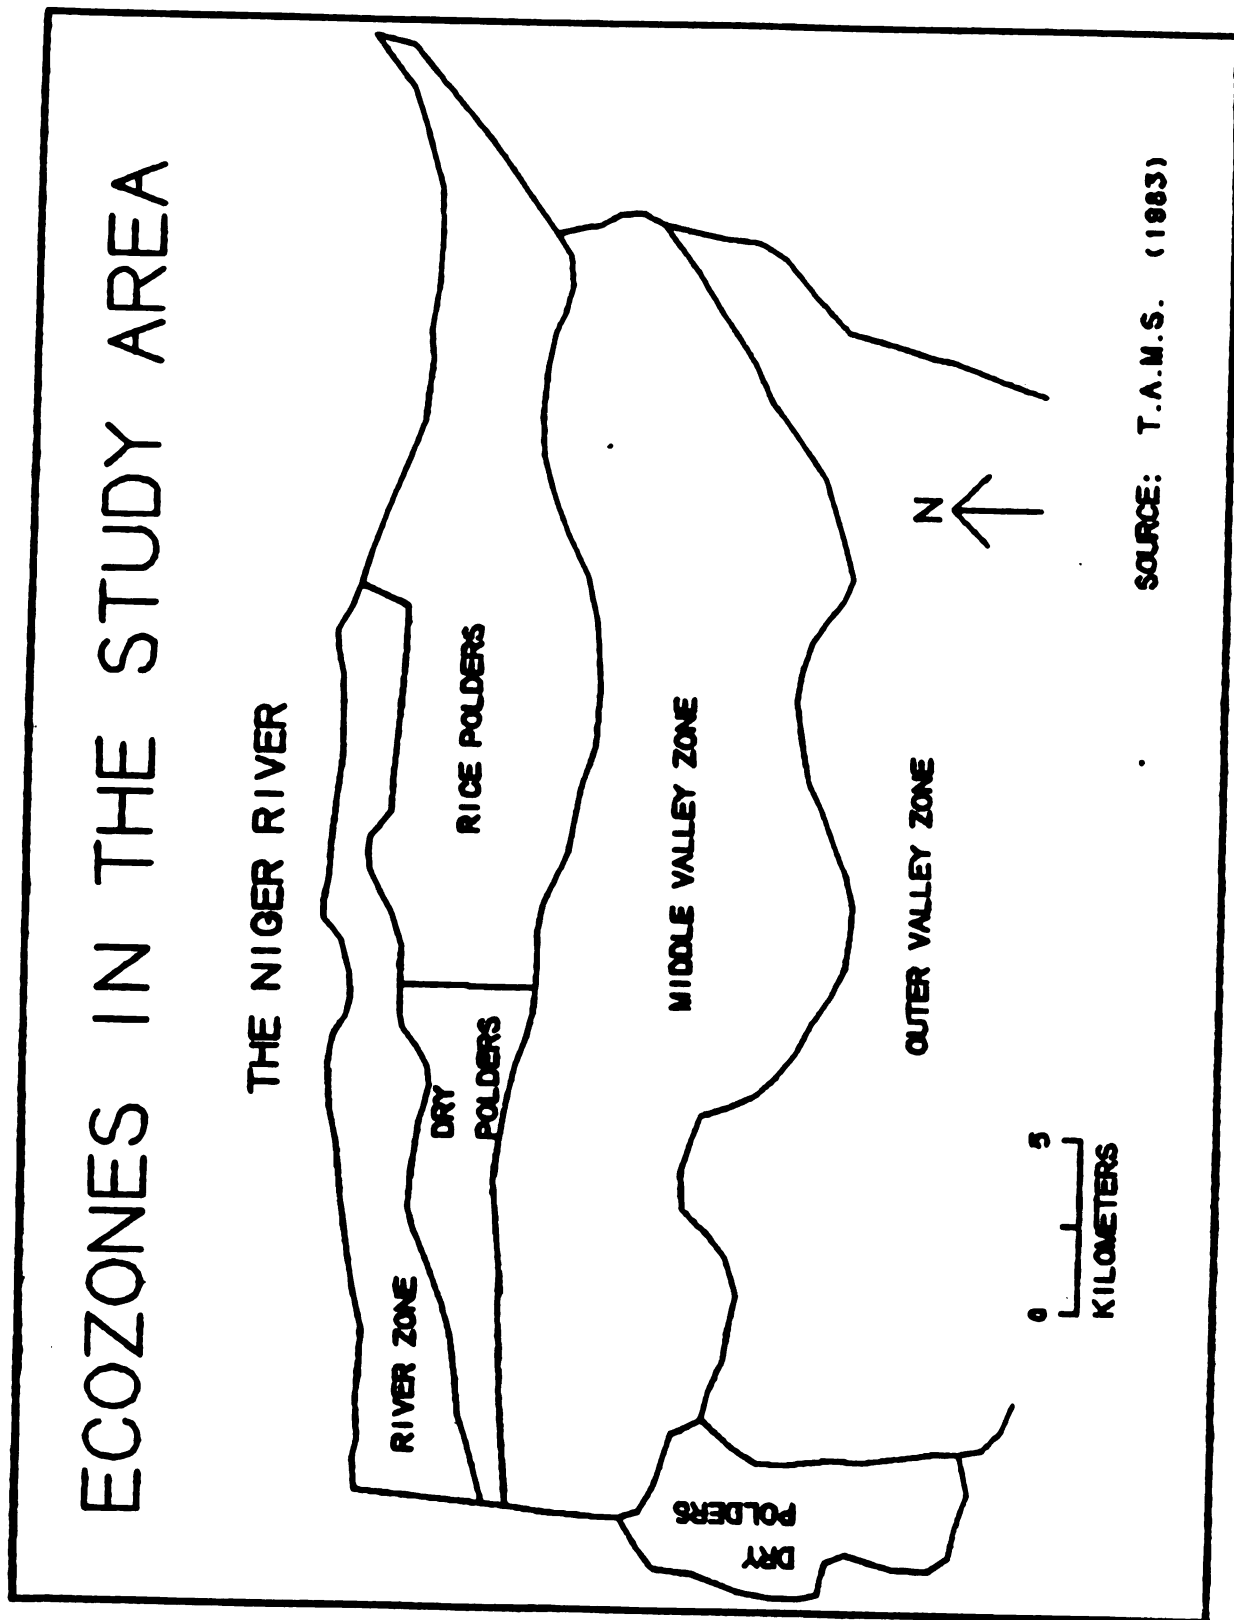 ECOZONES IN THE STUDY AREA
THE NIGER RIVER
RIVER ZONE
DRY
POLDERS
RICE POLDERS
MIDDLE VALLEY ZONE
DRY
POLDERS
OUTER VALLEY ZONE
N
0 5
KILOMETERS
SOURCE: T.A.M.S. (1983)